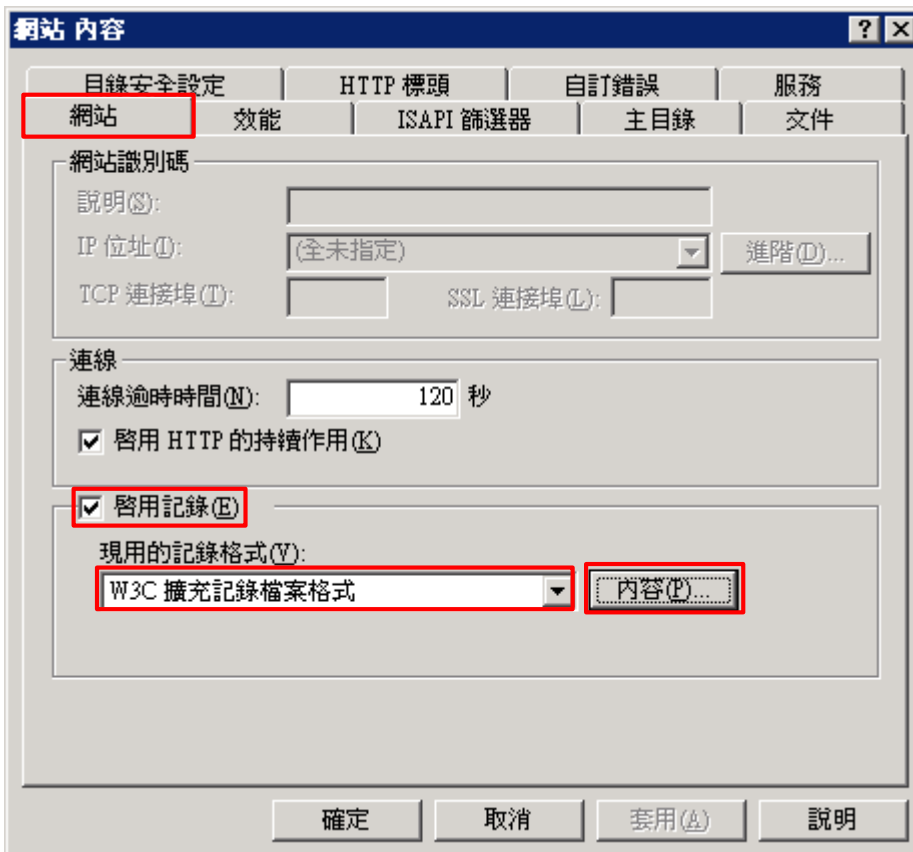 網站 內容
目錄安全設定 HTTP 標頭 自訂錯誤 服務
網站 效能 ISAPI 篩選器 主目錄 文件
網站識別碼
說明(S):
IP 位址(I): (全未指定) 進階(D)...
TCP 連接埠(T): SSL 連接埠(L):
連線
連線逾時時間(N): 120 秒
啓用 HTTP 的持續作用(K)
啓用記錄(E)
現用的記錄格式(V):
W3C 擴充記錄檔案格式 內容(P)...
確定 取消 套用(A) 說明